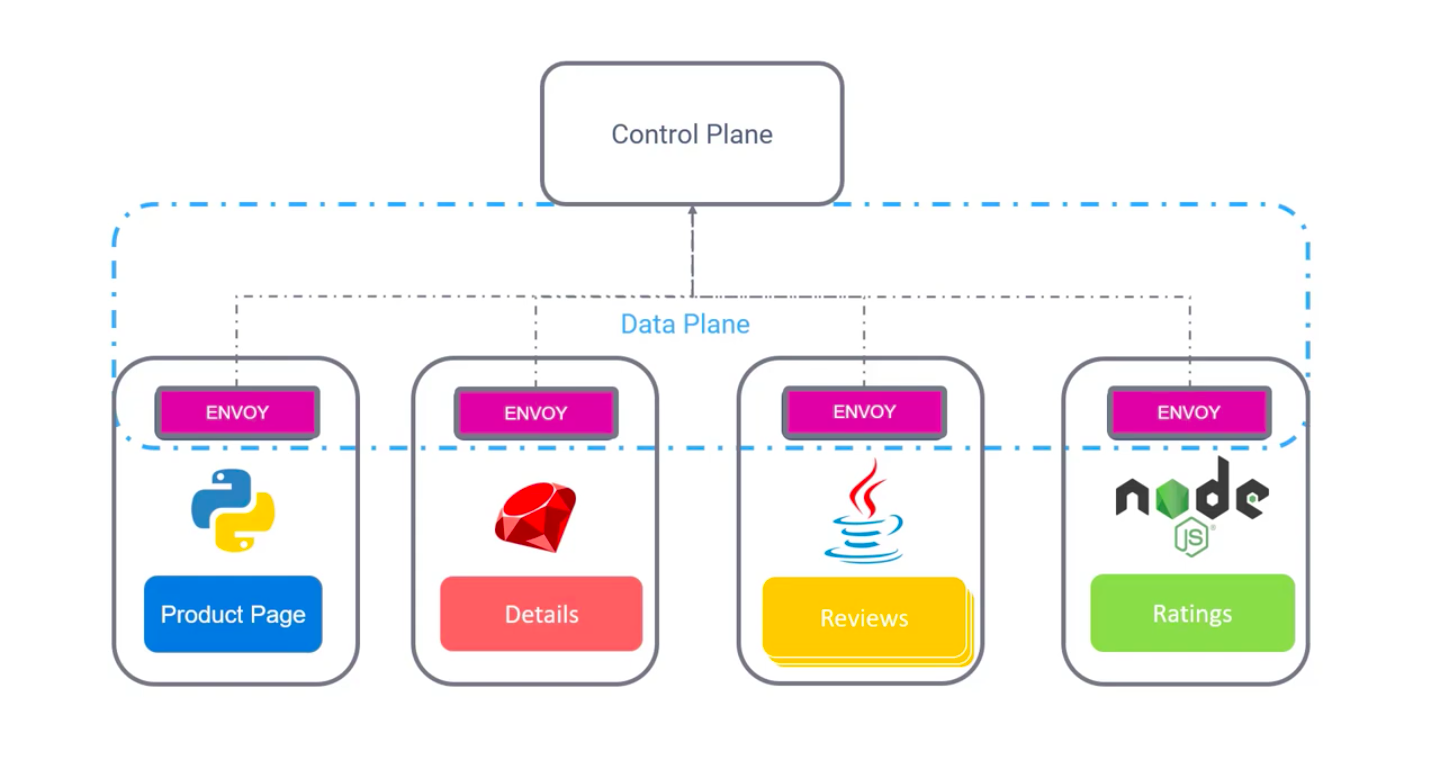 Control Plane
Data Plane
ENVOY
ENVOY
ENVOY
ENVOY
node
JS
Product Page
Details
Reviews
Ratings